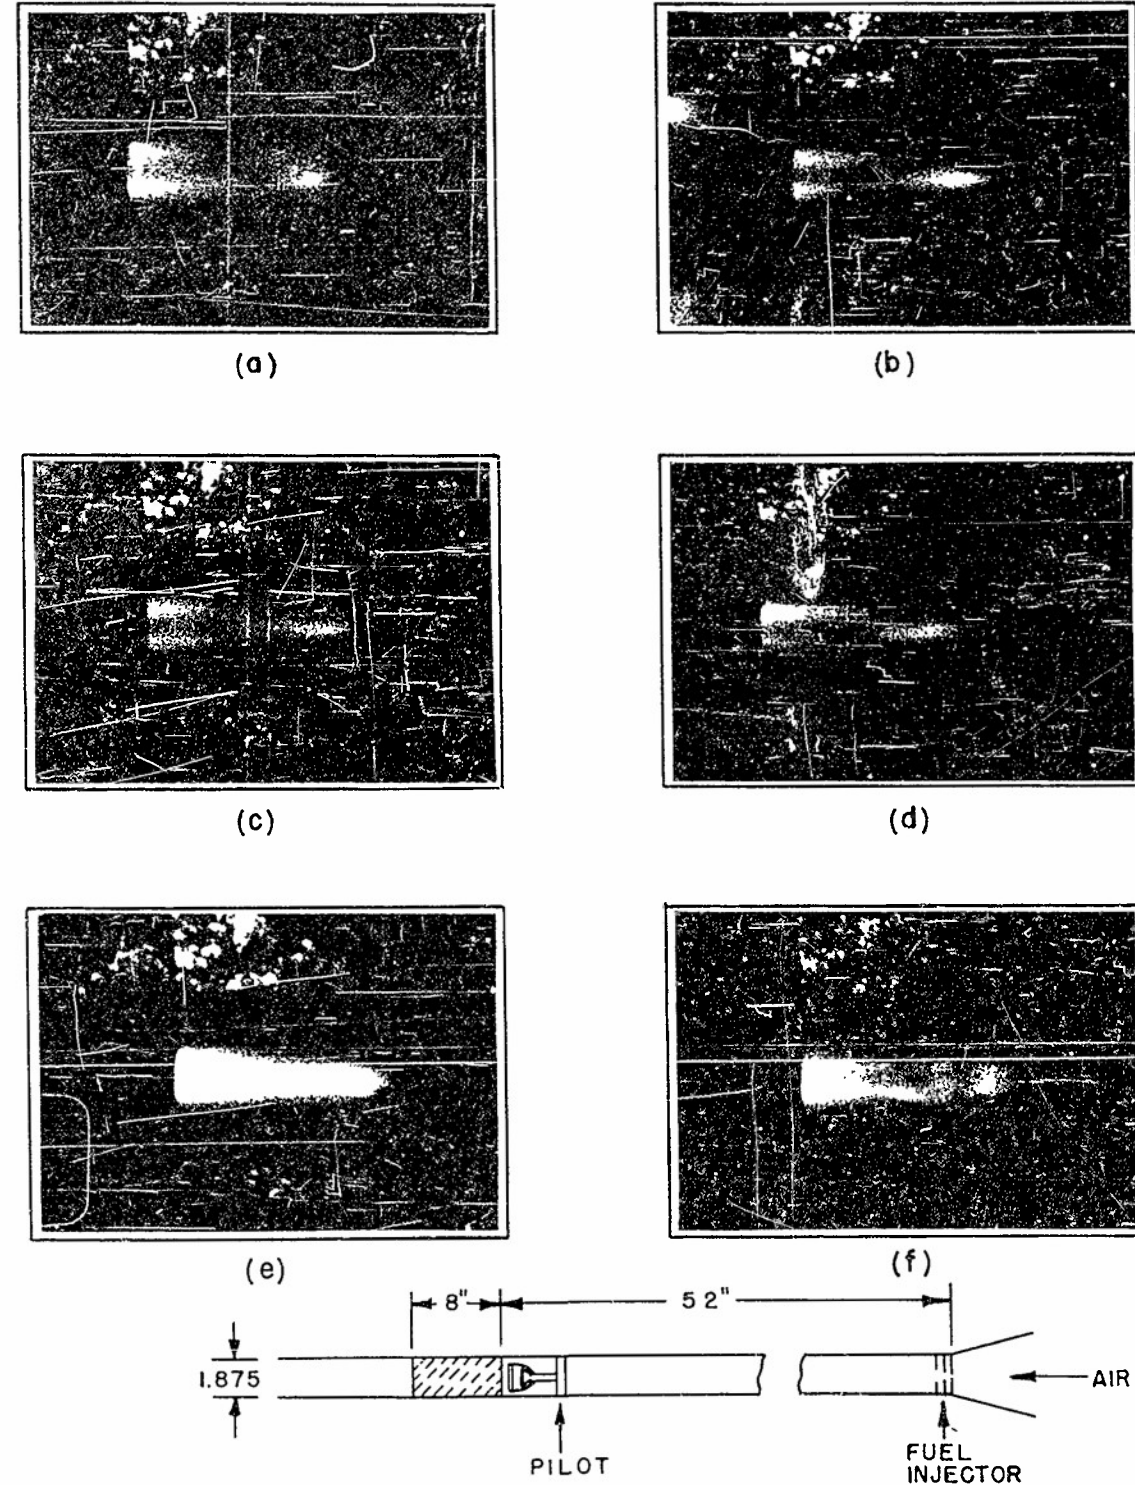 (a)
(b)
(c)
(d)
(e)
(f)
8"
52"
1.875
AIR
PILOT
FUEL
INJECTOR